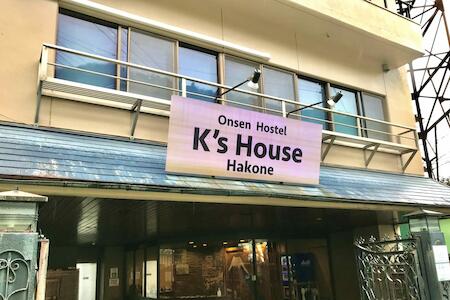 Onsen Hostel
K's House
Hakone